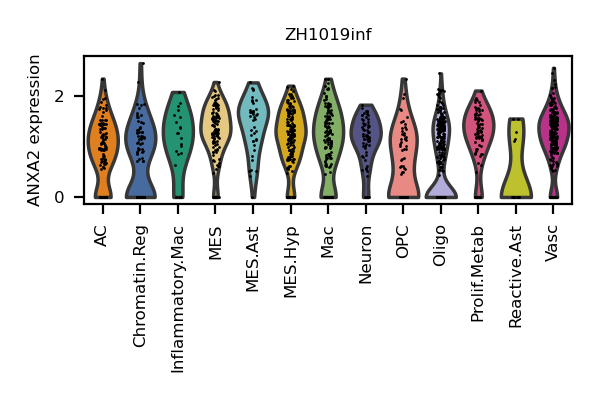 ZH1019inf
ANXA2 expression
2
0
AC
Chromatin.Reg
Inflammatory.Mac
MES
MES.Ast
MES.Hyp
Mac
Neuron
OPC
Oligo
Prolif.Metab
Reactive.Ast
Vasc